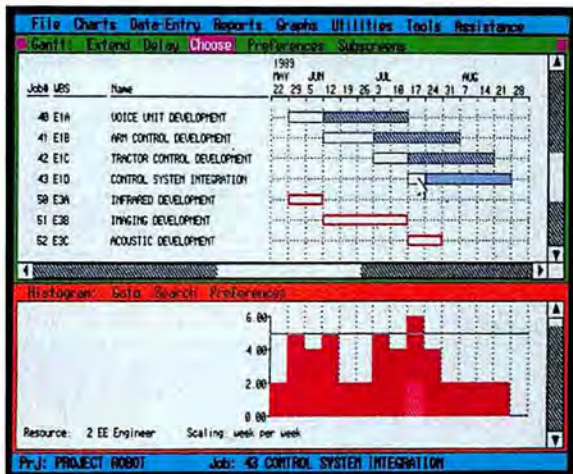 File Charts Data-Entry Reports Graphs Utilities Tools Assistance
Gantt: Extend Delay Choose Preferences Subscreens
1989
MAY JUN JUL AUG
Job# WBS Name 22 29 5 12 19 26 3 10 17 24 31 7 14 21 28
40 E1A VOICE UNIT DEVELOPMENT
41 E1B ARM CONTROL DEVELOPMENT
42 E1C TRACTOR CONTROL DEVELOPMENT
43 E1D CONTROL SYSTEM INTEGRATION
50 E3A INFRARED DEVELOPMENT
51 E3B IMAGING DEVELOPMENT
52 E3C ACOUSTIC DEVELOPMENT
Histogram: Goto Search Preferences
6.00
4.00
2.00
0.00
Resource: 2 EE Engineer Scaling: week per week
Prj: PROJECT ROBOT Job: 43 CONTROL SYSTEM INTEGRATION